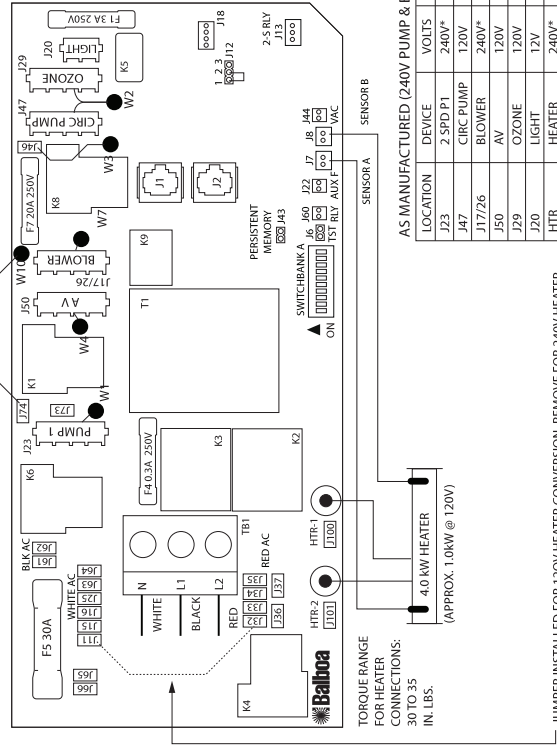 J18
F1 3A 250V
J20
LIGHT
J29
OZONE
K5
J12
1 2 3
2-S RLY
J13
J47
CIRC PUMP
W2
W3
J46
F7 20A 250V
K8
W7
J1
J2
J44
VAC
J8
J7
J22
AUX F
J60
J6
TST RLY
SENSOR B
SENSOR A
PERSISTENT
MEMORY
J43
K9
W10
BLOWER
J17/26
J50
A V
W4
SWITCHBANK A
ON
T1
K1
J74
J73
W1
J23
PUMP 1
F4 0.3A 250V
K3
K2
K6
BLK AC
J62
J61
TB1
N
L1
L2
WHITE
BLACK
RED
RED AC
J35
J34
J33
J32
J37
J36
HTR-1
J100
HTR-2
J101
WHITE AC
J64
J63
J25
J16
J15
J11
F5 30A
J65
J66
K4
Balboa
4.0 kW HEATER
(APPROX. 1.0kW @ 120V)
TORQUE RANGE
FOR HEATER
CONNECTIONS:
30 TO 35
IN. LBS.
AS MANUFACTURED (240V PUMP &
LOCATION DEVICE VOLTS
J23 2 SPD P1 240V*
J47 CIRC PUMP 120V
J17/26 BLOWER 240V*
J50 AV 120V
J29 OZONE 120V
J20 LIGHT 12V
HTR HEATER 240V*
JUMPER INSTALLED FOR 120V HEATER CONVERSION. REMOVE FOR 240V HEATER